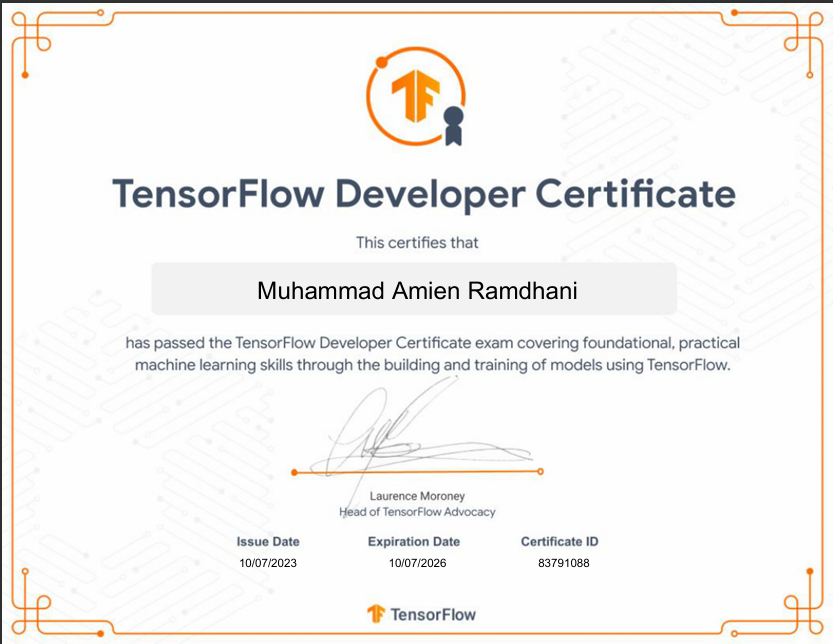 TensorFlow Developer Certificate
This certifies that
Muhammad Amien Ramdhani
has passed the TensorFlow Developer Certificate exam covering foundational, practical
machine learning skills through the building and training of models using TensorFlow.
Laurence Moroney
Head of TensorFlow Advocacy
Issue Date Expiration Date Certificate ID
10/07/2023 10/07/2026 83791088
TensorFlow